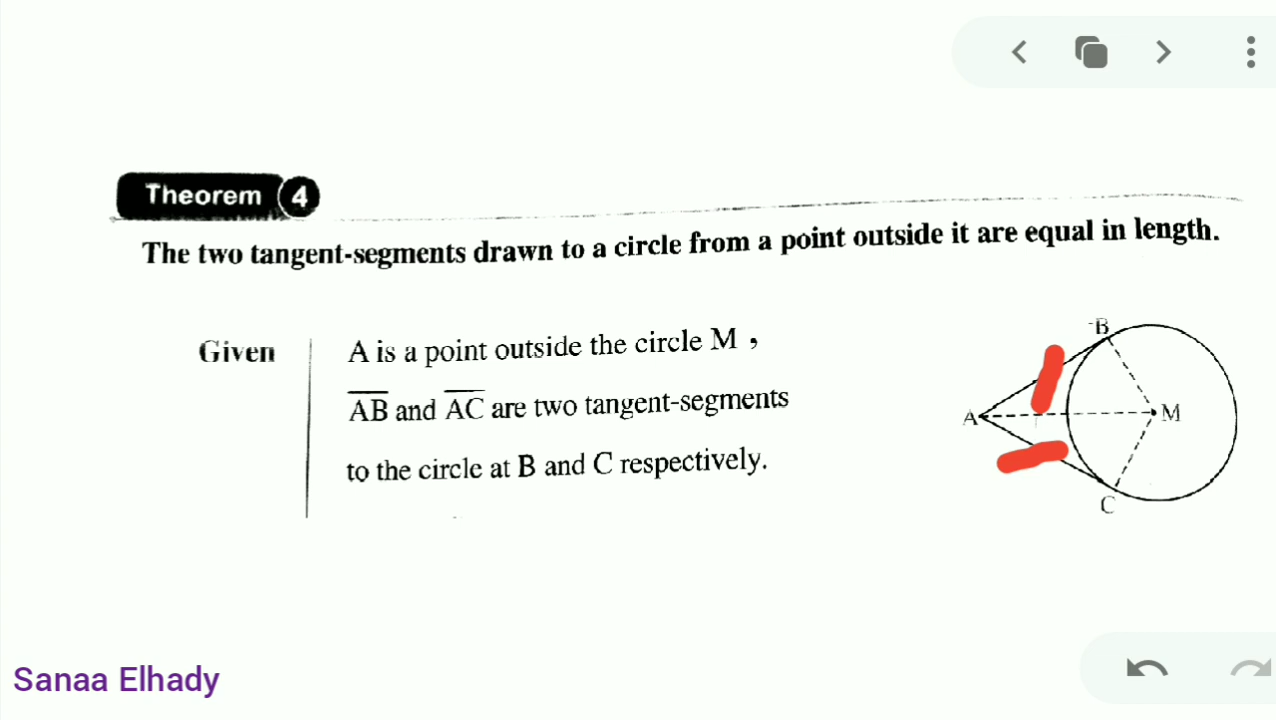 Theorem 4
The two tangent-segments drawn to a circle from a point outside it are equal in length.
Given
A is a point outside the circle M ,
AB and AC are two tangent-segments
to the circle at B and C respectively.
B
A
M
C
Sanaa Elhady